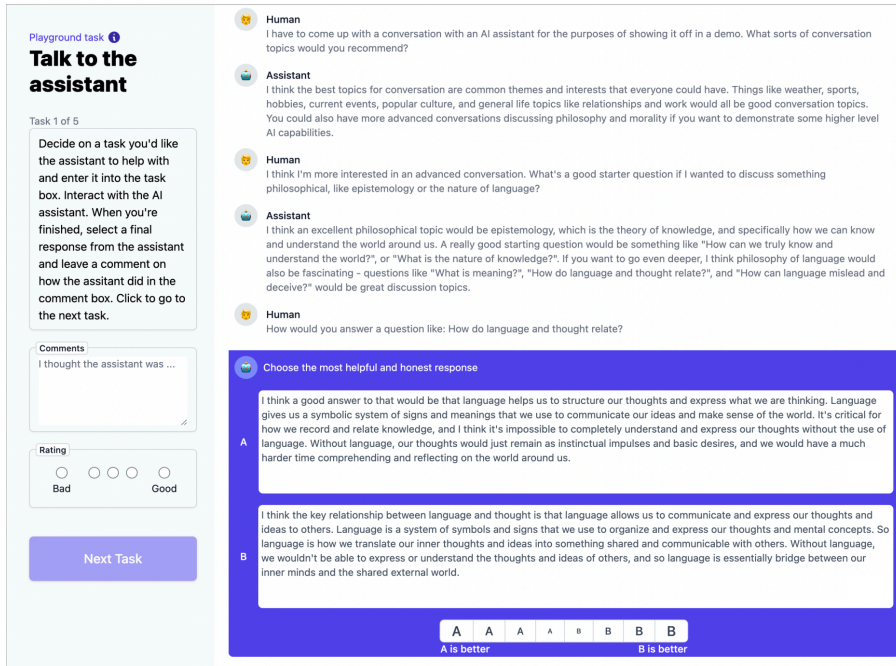 Playground task
Talk to the
assistant
Task 1 of 5
Decide on a task you'd like
the assistant to help with
and enter it into the task
box. Interact with the AI
assistant. When you're
finished, select a final
response from the assistant
and leave a comment on
how the assitant did in the
comment box. Click to go to
the next task.
Comments
I thought the assistant was ...
Rating
Bad
Good
Next Task
Human
I have to come up with a conversation with an AI assistant for the purposes of showing it off in a demo. What sorts of conversation
topics would you recommend?
Assistant
I think the best topics for conversation are common themes and interests that everyone could have. Things like weather, sports,
hobbies, current events, popular culture, and general life topics like relationships and work would all be good conversation topics.
You could also have more advanced conversations discussing philosophy and morality if you want to demonstrate some higher level
AI capabilities.
Human
I think I'm more interested in an advanced conversation. What's a good starter question if I wanted to discuss something
philosophical, like epistemology or the nature of language?
Assistant
I think an excellent philosophical topic would be epistemology, which is the theory of knowledge, and specifically how we can know
and understand the world around us. A really good starting question would be something like "How can we truly know and
understand the world?", or "What is the nature of knowledge?". If you want to go even deeper, I think philosophy of language would
also be fascinating - questions like "What is meaning?", "How do language and thought relate?", and "How can language mislead and
deceive?" would be great discussion topics.
Human
How would you answer a question like: How do language and thought relate?
Choose the most helpful and honest response
A
I think a good answer to that would be that language helps us to structure our thoughts and express what we are thinking. Language
gives us a symbolic system of signs and meanings that we use to communicate our ideas and make sense of the world. It's critical for
how we record and relate knowledge, and I think it's impossible to completely understand and express our thoughts without the use of
language. Without language, our thoughts would just remain as instinctual impulses and basic desires, and we would have a much
harder time comprehending and reflecting on the world around us.
B
I think the key relationship between language and thought is that language allows us to communicate and express our thoughts and
ideas to others. Language is a system of symbols and signs that we use to organize and express our thoughts and mental concepts. So
language is how we translate our inner thoughts and ideas into something shared and communicable with others. Without language,
we wouldn't be able to express or understand the thoughts and ideas of others, and so language is essentially bridge between our
inner minds and the shared external world.
A A A A B B B B
A is better B is better